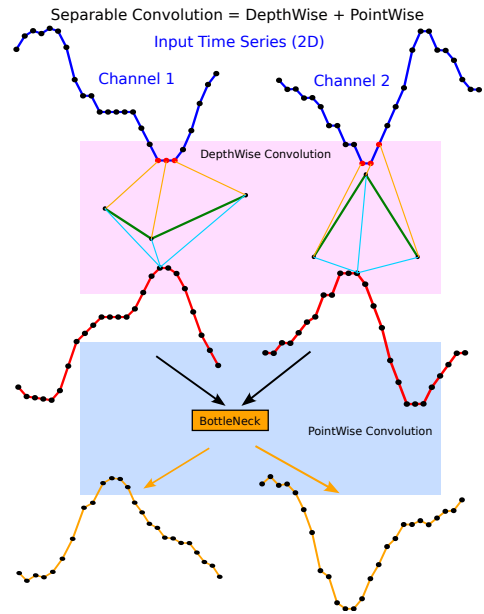 Separable Convolution = DepthWise + PointWise
Input Time Series (2D)
Channel 1
Channel 2
DepthWise Convolution
BottleNeck
PointWise Convolution